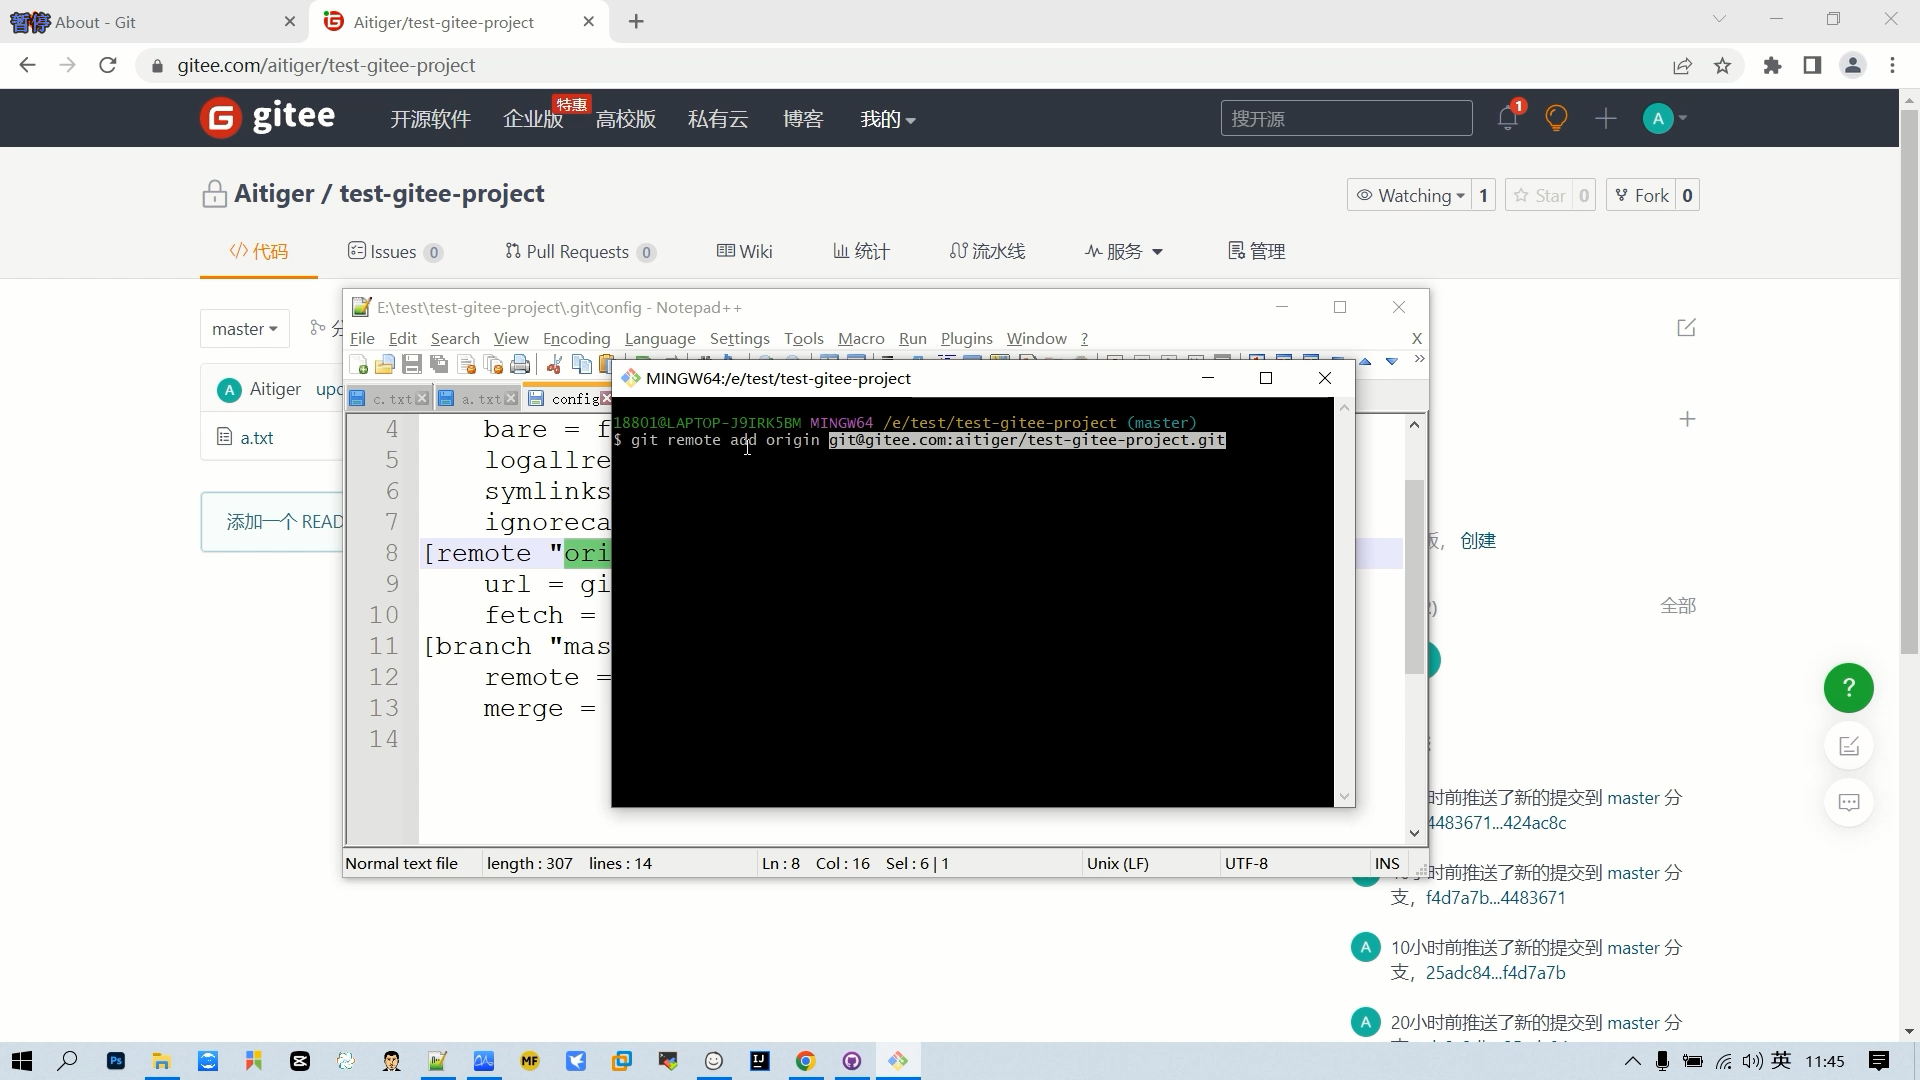 暂停 About - Git
Aitiger/test-gitee-project
gitee.com/aitiger/test-gitee-project
gitee
开源软件 企业版 特惠 高校版 私有云 博客 我的
搜开源
1
A
Aitiger / test-gitee-project
Watching 1
Star 0
Fork 0
代码
Issues 0
Pull Requests 0
Wiki
统计
流水线
服务
管理
master
A Aitiger
a.txt
添加一个 READ
E:\test\test-gitee-project\.git\config - Notepad++
File Edit Search View Encoding Language Settings Tools Macro Run Plugins Window ? X
c.txt a.txt config
MINGW64:/e/test/test-gitee-project
18801@LAPTOP-J9IRK5BM MINGW64 /e/test/test-gitee-project (master)
$ git remote add origin git@gitee.com:aitiger/test-gitee-project.git
4 bare = f
5 logallre
6 symlinks
7 ignoreca
8 [remote "ori
9 url = gi
10 fetch =
11 [branch "mas
12 remote =
13 merge =
14
Normal text file length : 307 lines : 14 Ln : 8 Col : 16 Sel : 6 | 1 Unix (LF) UTF-8 INS
创建
全部
?
时前推送了新的提交到 master 分
4483671...424ac8c
时前推送了新的提交到 master 分
支，f4d7a7b...4483671
A 10小时前推送了新的提交到 master 分
支，25adc84...f4d7a7b
A 20小时前推送了新的提交到 master 分
Ps
MF
IJ
英 11:45